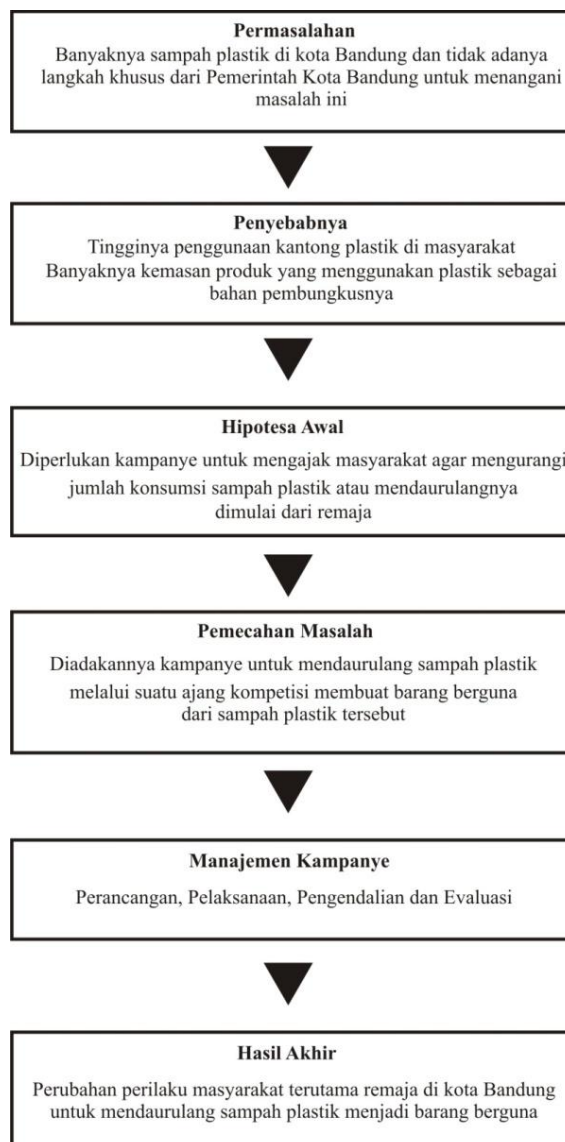 Permasalahan
Banyaknya sampah plastik di kota Bandung dan tidak adanya
langkah khusus dari Pemerintah Kota Bandung untuk menangani
masalah ini
Penyebabnya
Tingginya penggunaan kantong plastik di masyarakat
Banyaknya kemasan produk yang menggunakan plastik sebagai
bahan pembungkusnya
Hipotesa Awal
Diperlukan kampanye untuk mengajak masyarakat agar mengurangi
jumlah konsumsi sampah plastik atau mendaurulangnya
dimulai dari remaja
Pemecahan Masalah
Diadakannya kampanye untuk mendaurulang sampah plastik
melalui suatu ajang kompetisi membuat barang berguna
dari sampah plastik tersebut
Manajemen Kampanye
Perancangan, Pelaksanaan, Pengendalian dan Evaluasi
Hasil Akhir
Perubahan perilaku masyarakat terutama remaja di kota Bandung
untuk mendaurulang sampah plastik menjadi barang berguna